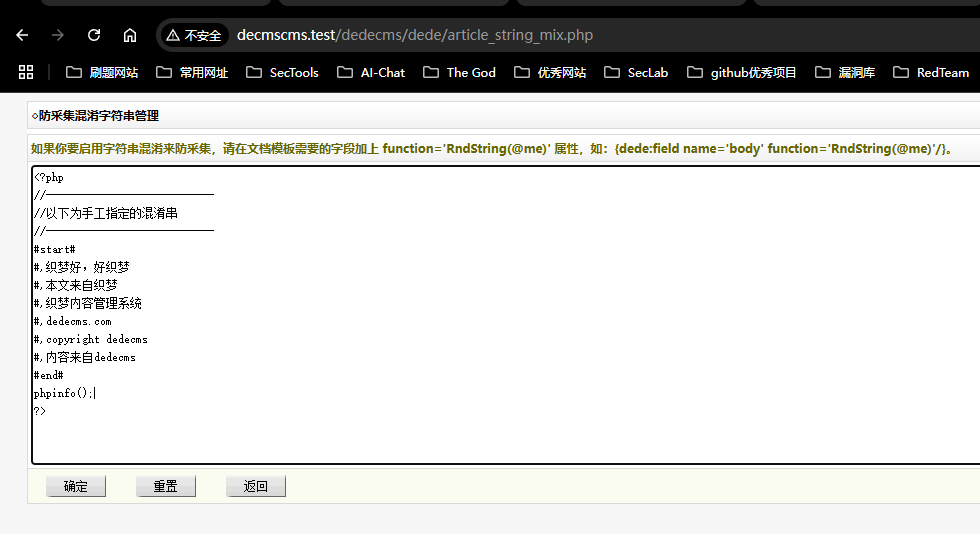 不安全 decmscms.test/dedecms/dede/article_string_mix.php
刷题网站 常用网址 SecTools AI-Chat The God 优秀网站 SecLab github优秀项目 漏洞库 RedTeam
◇防采集混淆字符串管理
如果你要启用字符串混淆来防采集，请在文档模板需要的字段加上 function='RndString(@me)' 属性，如：{dede:field name='body' function='RndString(@me)'/}。
<?php
//----------------------------
//以下为手工指定的混淆串
//----------------------------
#start#
#,织梦好，好织梦
#,本文来自织梦
#,织梦内容管理系统
#,dedecms.com
#,copyright dedecms
#,内容来自dedecms
#end#
phpinfo();
?>
确定 重置 返回